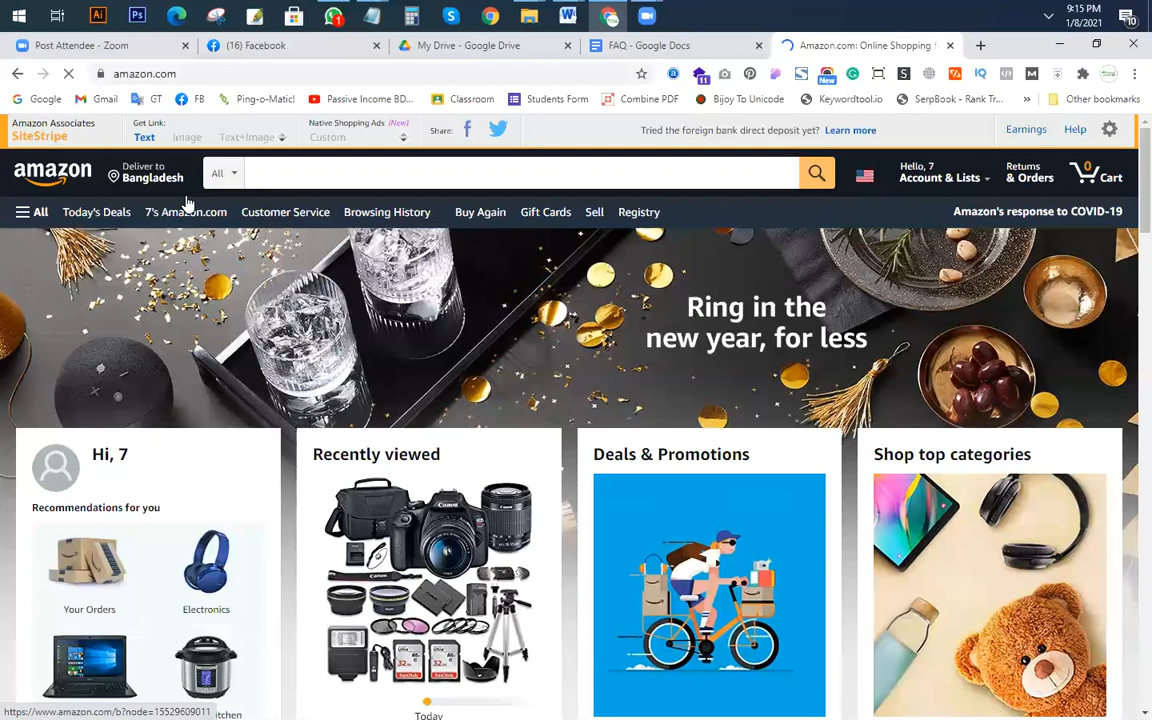 9:15 PM
1/8/2021
10
1
Post Attendee - Zoom
(16) Facebook
My Drive - Google Drive
FAQ - Google Docs
Amazon.com: Online Shopping
amazon.com
11
New
Google
Gmail
GT
FB
Ping-o-Matic!
Passive Income BD...
Classroom
Students Form
Combine PDF
Bijoy To Unicode
Keywordtool.io
SerpBook - Rank Tr...
Other bookmarks
Amazon Associates
SiteStripe
Get Link:
Text
Image
Text+Image
Native Shopping Ads (New)
Custom
Share:
Tried the foreign bank direct deposit yet? Learn more
Earnings
Help
amazon
Deliver to
Bangladesh
All
Hello, 7
Account & Lists
Returns
& Orders
0
Cart
All
Today's Deals
7's Amazon.com
Customer Service
Browsing History
Buy Again
Gift Cards
Sell
Registry
Amazon's response to COVID-19
Ring in the
new year, for less
Hi, 7
Recommendations for you
Your Orders
Electronics
Recently viewed
Canon
Today
Deals & Promotions
Shop top categories
https://www.amazon.com/b?node=15529609011